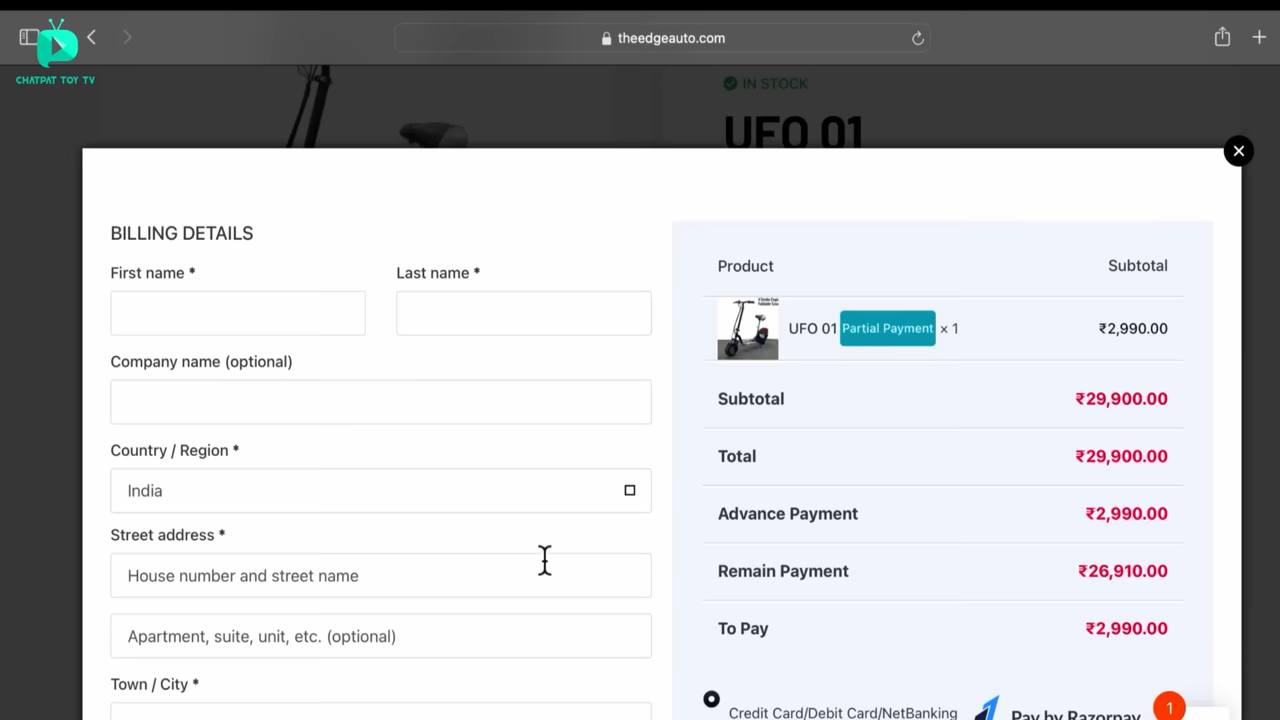 theedgeauto.com
CHATPAT TOY TV
IN STOCK
UFO 01
BILLING DETAILS
First name *
Last name *
Company name (optional)
Country / Region *
India
Street address *
House number and street name
Apartment, suite, unit, etc. (optional)
Town / City *
Product
Subtotal
UFO 01 Partial Payment × 1
₹2,990.00
Subtotal
₹29,900.00
Total
₹29,900.00
Advance Payment
₹2,990.00
Remain Payment
₹26,910.00
To Pay
₹2,990.00
Credit Card/Debit Card/NetBanking
Pay by Razorpay
1